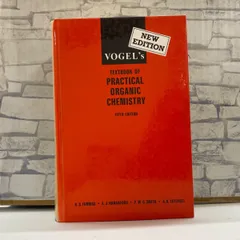 NEW
EDITION
VOGEL's
TEXTBOOK OF
PRACTICAL
ORGANIC
CHEMISTRY
FIFTH EDITION